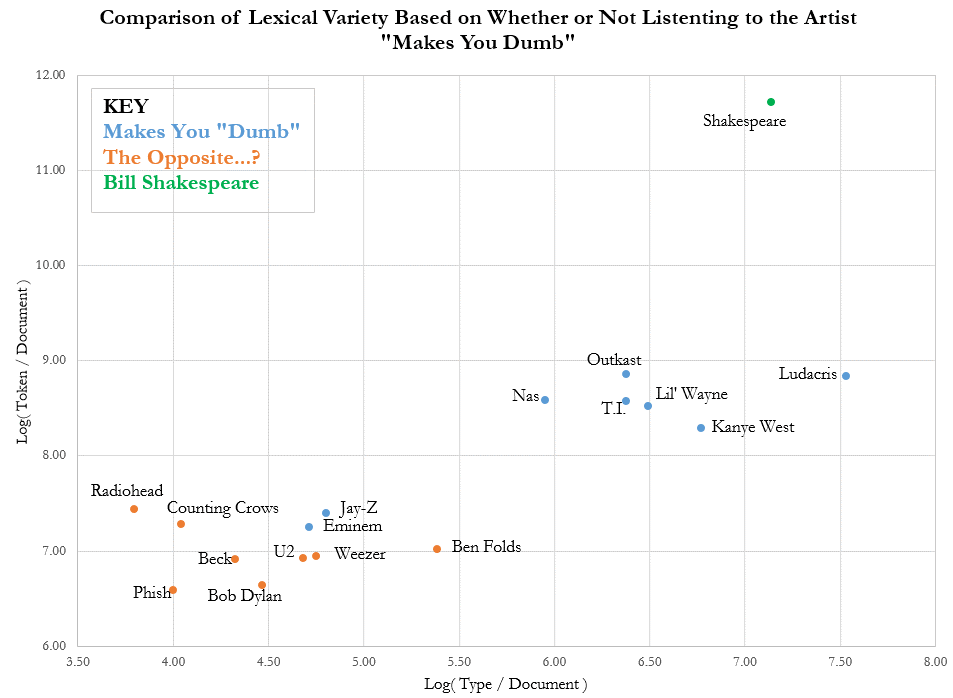 Comparison of Lexical Variety Based on Whether or Not Listenting to the Artist
"Makes You Dumb"
12.00
11.00
10.00
9.00
8.00
7.00
6.00
Log( Token / Document )
KEY
Makes You "Dumb"
The Opposite...?
Bill Shakespeare
Shakespeare
Outkast
Ludacris
Nas
Lil' Wayne
T.I.
Kanye West
Radiohead
Counting Crows
Jay-Z
Eminem
Ben Folds
U2
Weezer
Beck
Phish
Bob Dylan
3.50 4.00 4.50 5.00 5.50 6.00 6.50 7.00 7.50 8.00
Log( Type / Document )